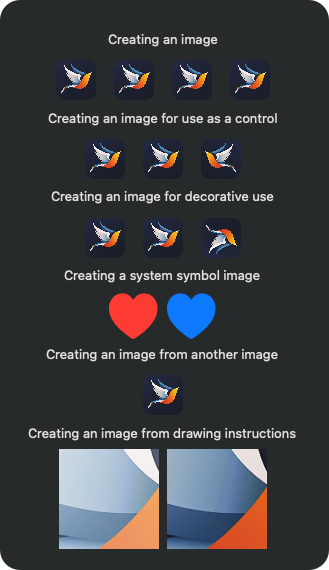 Creating an image
Creating an image for use as a control
Creating an image for decorative use
Creating a system symbol image
Creating an image from another image
Creating an image from drawing instructions